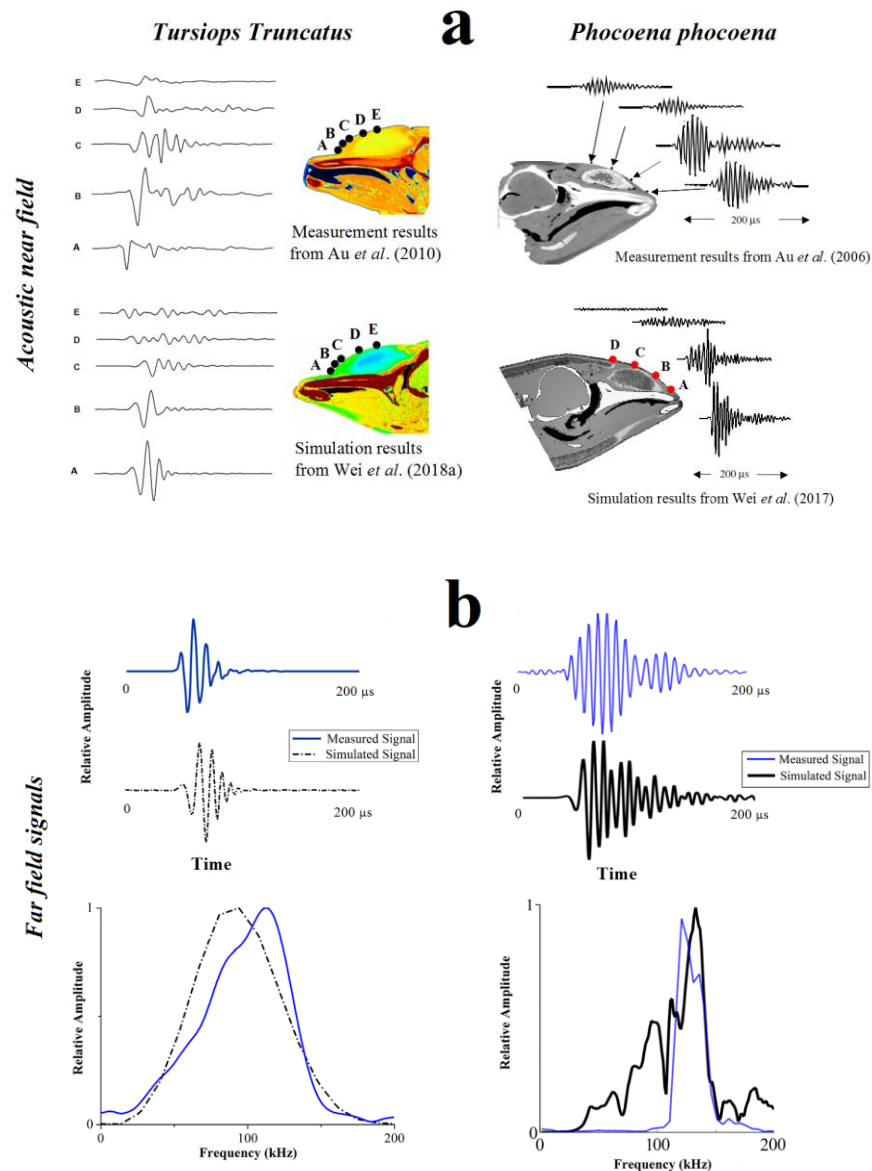 Tursiops Truncatus
a
Phocoena phocoena
Acoustic near field
E
D
C
B
A
A
B
C
D
E
Measurement results
from Au et al. (2010)
200 μs
Measurement results from Au et al. (2006)
E
D
C
B
A
A
B
C
D
E
Simulation results
from Wei et al. (2018a)
D
C
B
A
200 μs
Simulation results from Wei et al. (2017)
b
Far field signals
Relative Amplitude
0
200 μs
Measured Signal
Simulated Signal
0
200 μs
Time
Relative Amplitude
0
200 μs
Measured Signal
Simulated Signal
0
200 μs
Time
Relative Amplitude
1
0
0
100
200
Frequency (kHz)
Relative Amplitude
1
0
0
100
200
Frequency (kHz)